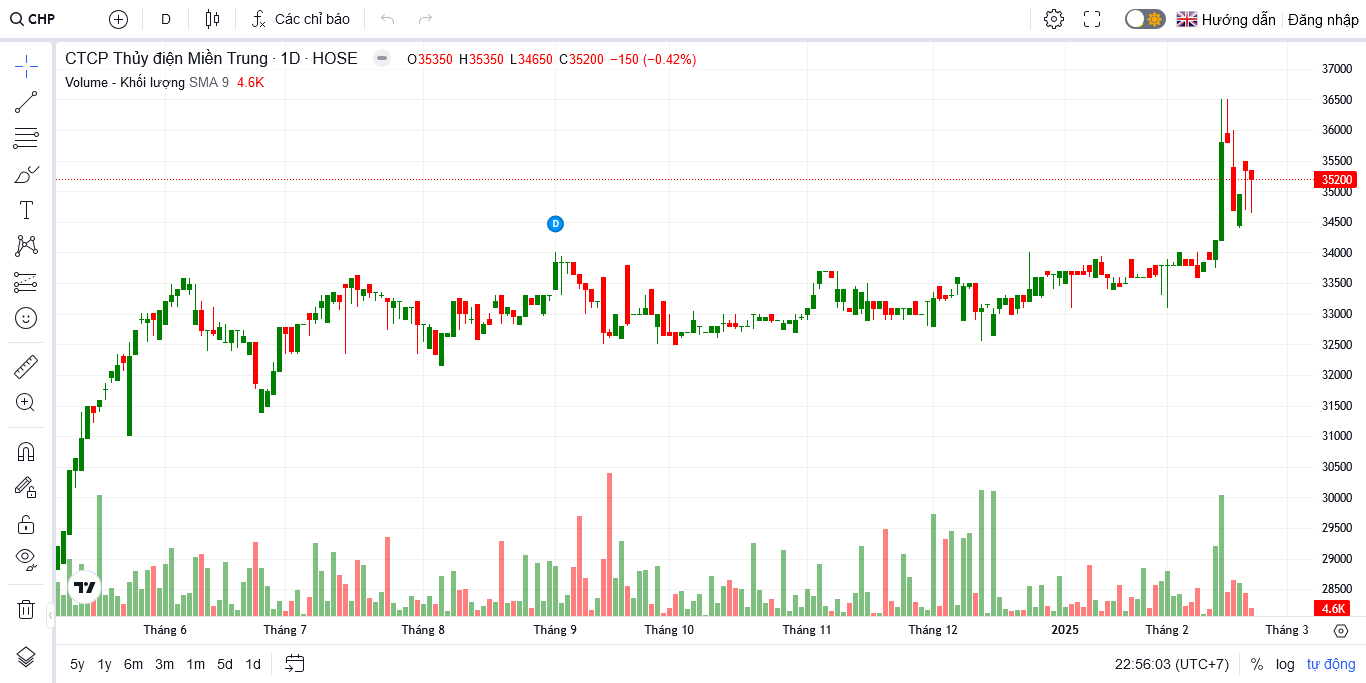 CHP D Các chỉ báo Hướng dẫn Đăng nhập
CTCP Thủy điện Miền Trung · 1D · HOSE O35350 H35350 L34650 C35200 −150 (−0.42%)
Volume - Khối lượng SMA 9 4.6K
37000
36500
36000
35500
35200
35000
34500
34000
33500
33000
32500
32000
31500
31000
30500
30000
29500
29000
28500
4.6K
D
Tháng 6 Tháng 7 Tháng 8 Tháng 9 Tháng 10 Tháng 11 Tháng 12 2025 Tháng 2 Tháng 3
5y 1y 6m 3m 1m 5d 1d 22:56:03 (UTC+7) % log tự động